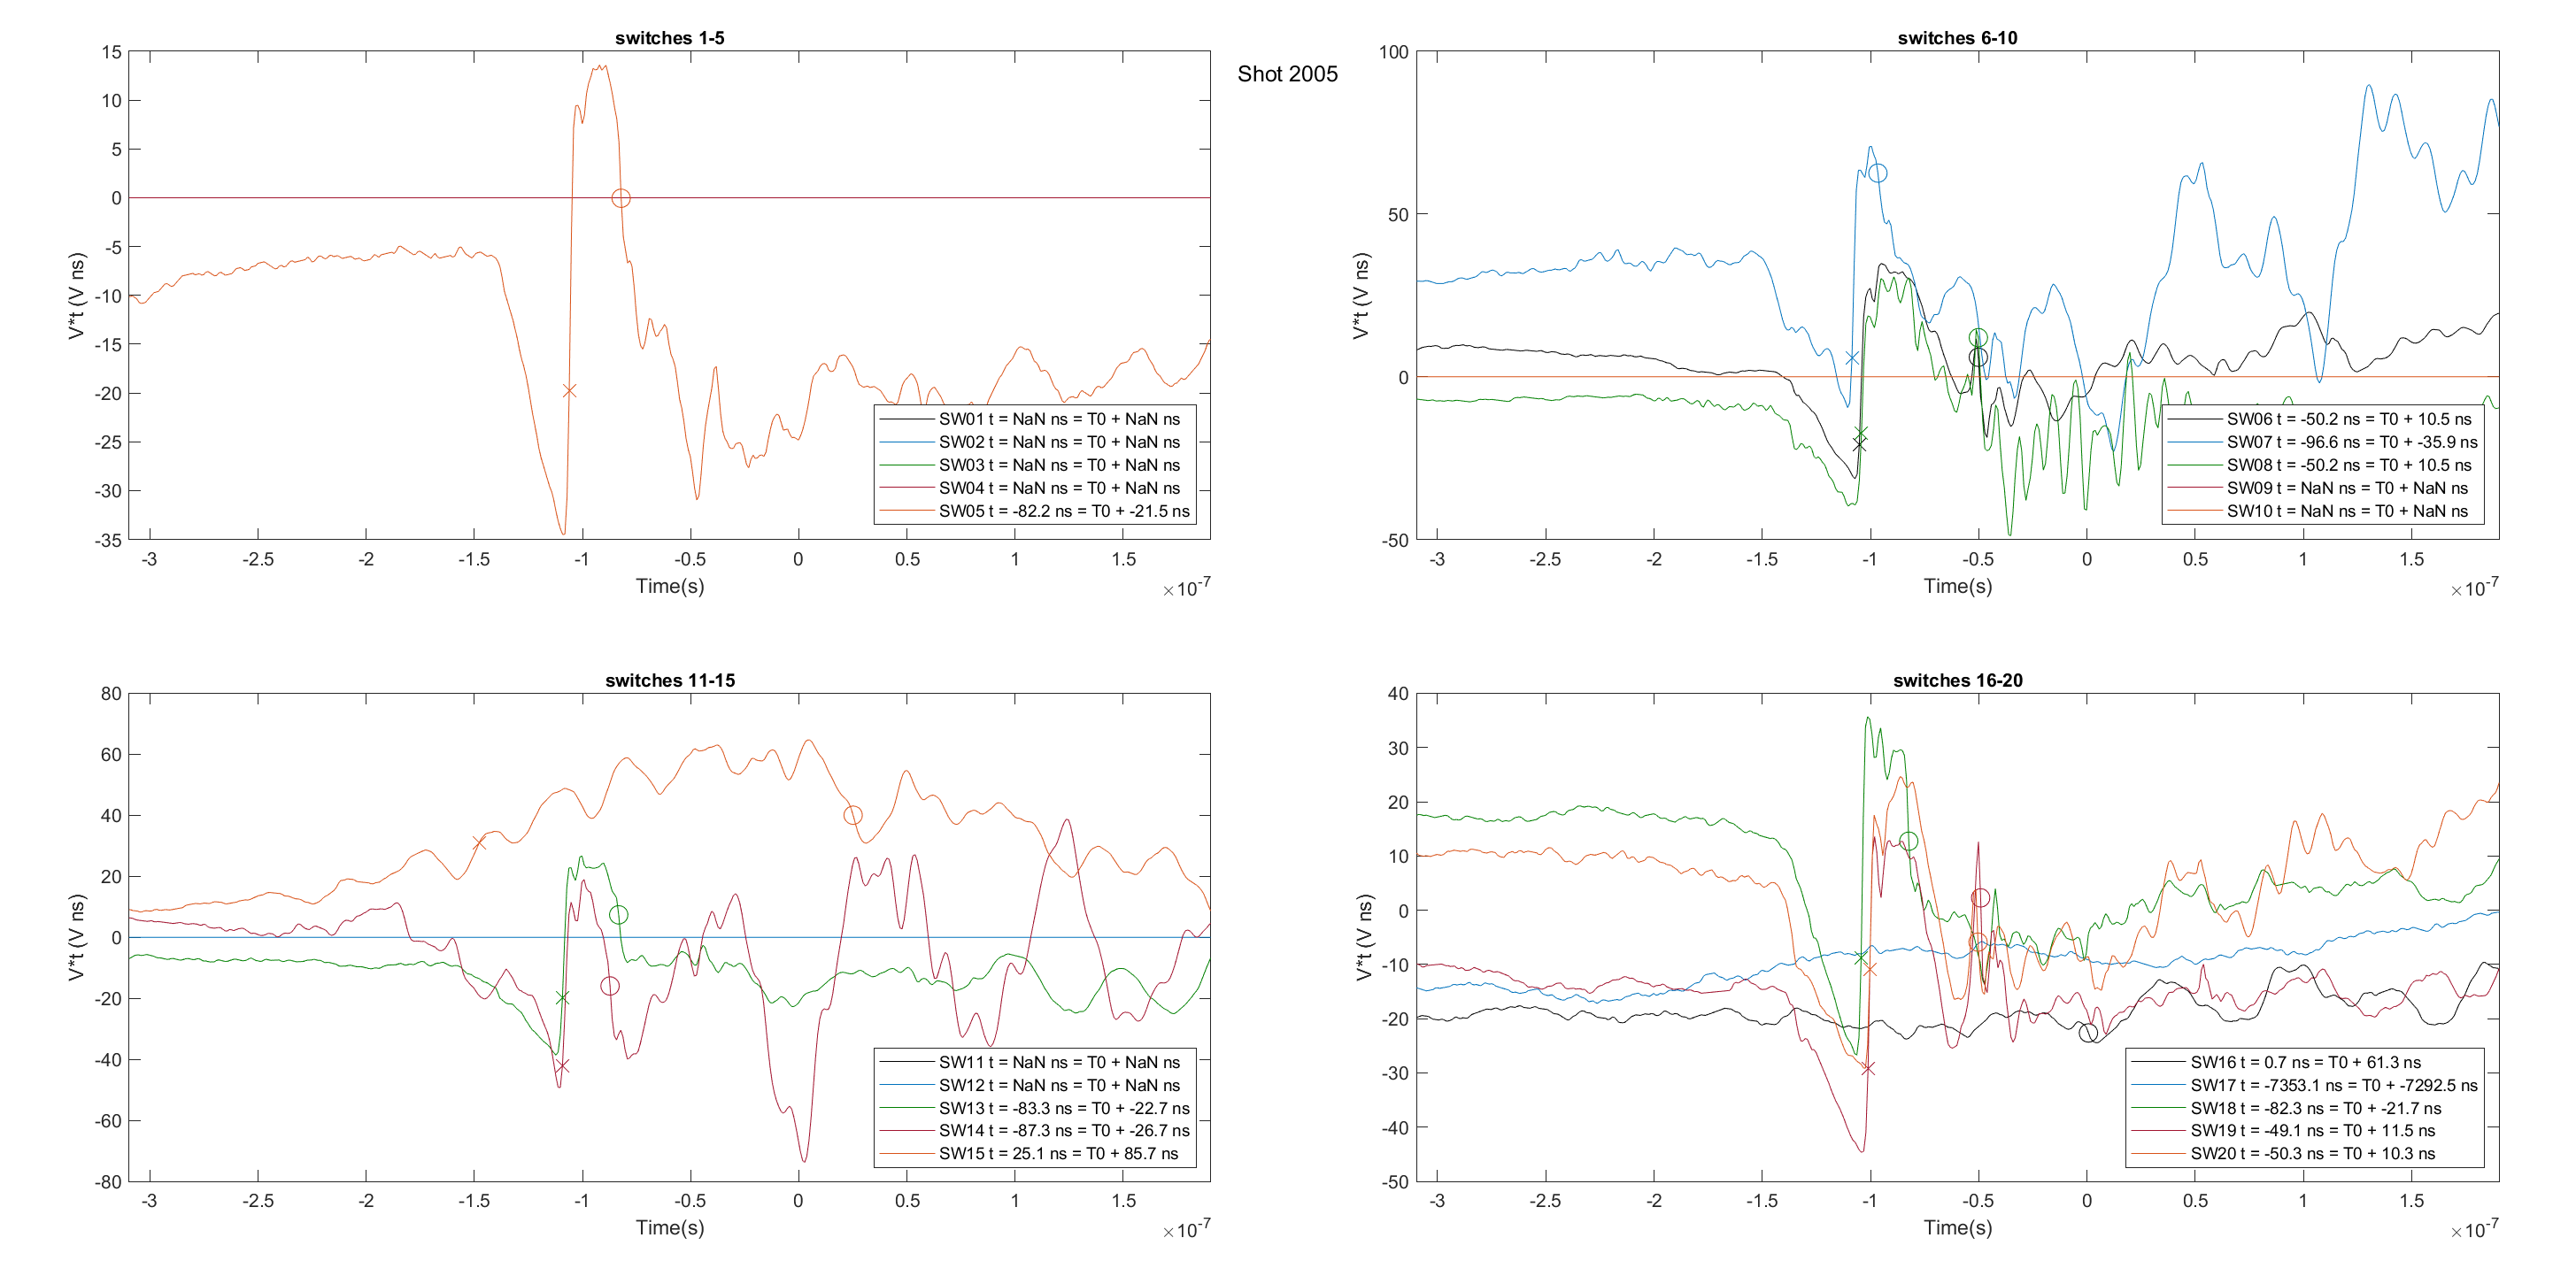 Shot 2005
switches 1-5
15
10
5
0
-5
-10
-15
-20
-25
-30
-35
V*t (V ns)
SW01 t = NaN ns = T0 + NaN ns
SW02 t = NaN ns = T0 + NaN ns
SW03 t = NaN ns = T0 + NaN ns
SW04 t = NaN ns = T0 + NaN ns
SW05 t = -82.2 ns = T0 + -21.5 ns
-3 -2.5 -2 -1.5 -1 -0.5 0 0.5 1 1.5
Time(s)
×10-7
switches 6-10
100
50
0
-50
V*t (V ns)
SW06 t = -50.2 ns = T0 + 10.5 ns
SW07 t = -96.6 ns = T0 + -35.9 ns
SW08 t = -50.2 ns = T0 + 10.5 ns
SW09 t = NaN ns = T0 + NaN ns
SW10 t = NaN ns = T0 + NaN ns
-3 -2.5 -2 -1.5 -1 -0.5 0 0.5 1 1.5
Time(s)
×10-7
switches 11-15
80
60
40
20
0
-20
-40
-60
-80
V*t (V ns)
SW11 t = NaN ns = T0 + NaN ns
SW12 t = NaN ns = T0 + NaN ns
SW13 t = -83.3 ns = T0 + -22.7 ns
SW14 t = -87.3 ns = T0 + -26.7 ns
SW15 t = 25.1 ns = T0 + 85.7 ns
-3 -2.5 -2 -1.5 -1 -0.5 0 0.5 1 1.5
Time(s)
×10-7
switches 16-20
40
30
20
10
0
-10
-20
-30
-40
-50
V*t (V ns)
SW16 t = 0.7 ns = T0 + 61.3 ns
SW17 t = -7353.1 ns = T0 + -7292.5 ns
SW18 t = -82.3 ns = T0 + -21.7 ns
SW19 t = -49.1 ns = T0 + 11.5 ns
SW20 t = -50.3 ns = T0 + 10.3 ns
-3 -2.5 -2 -1.5 -1 -0.5 0 0.5 1 1.5
Time(s)
×10-7